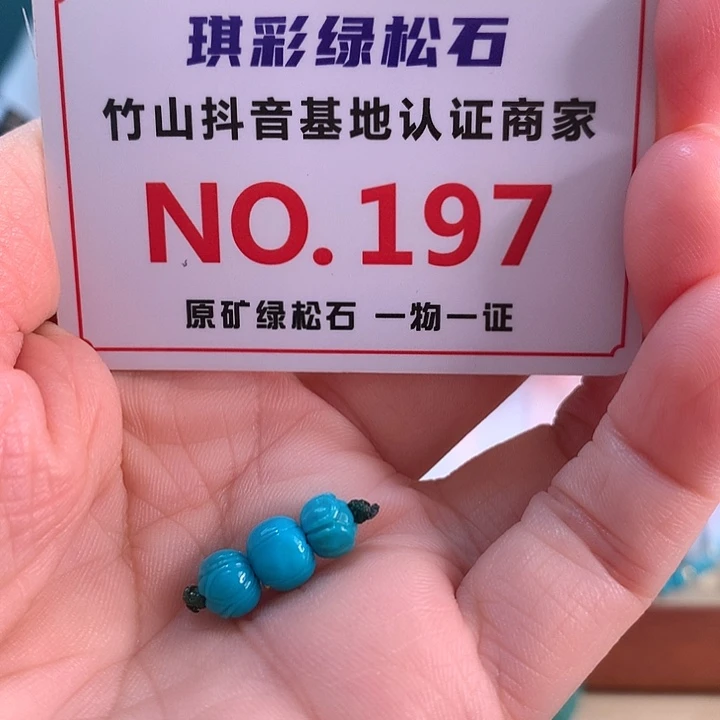 琪彩绿松石
竹山抖音基地认证商家
NO.197
原矿绿松石 一物一证